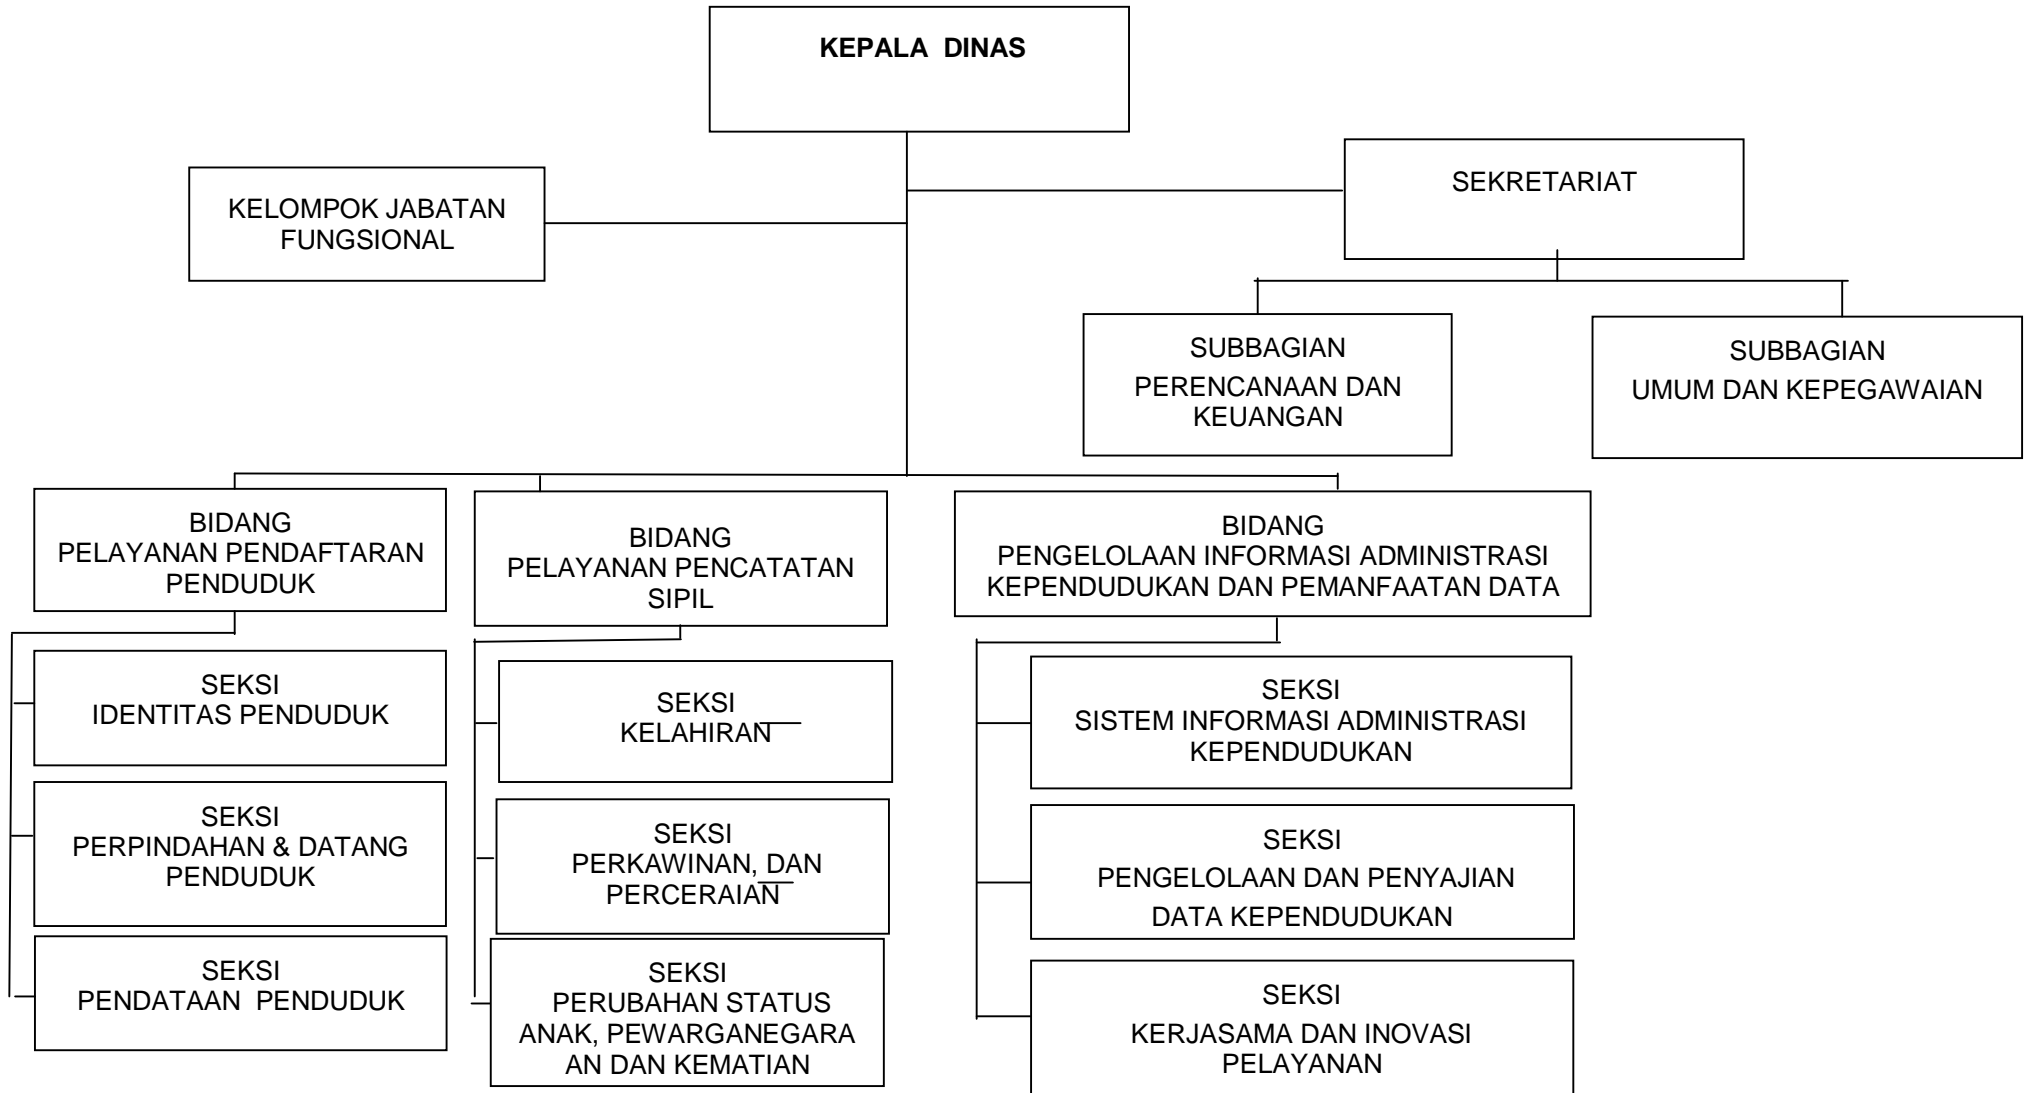 KEPALA  DINAS
SEKRETARIAT
KELOMPOK JABATAN
FUNGSIONAL
SUBBAGIAN
PERENCANAAN DAN
KEUANGAN
SUBBAGIAN
UMUM DAN KEPEGAWAIAN
BIDANG
PELAYANAN PENDAFTARAN
PENDUDUK
BIDANG
PELAYANAN PENCATATAN
SIPIL
BIDANG
PENGELOLAAN INFORMASI ADMINISTRASI
KEPENDUDUKAN DAN PEMANFAATAN DATA
SEKSI
IDENTITAS PENDUDUK
SEKSI
PERPINDAHAN & DATANG
PENDUDUK
SEKSI
PENDATAAN  PENDUDUK
SEKSI
KELAHIRAN
SEKSI
PERKAWINAN, DAN
PERCERAIAN
SEKSI
PERUBAHAN STATUS
ANAK, PEWARGANEGARA
AN DAN KEMATIAN
SEKSI
SISTEM INFORMASI ADMINISTRASI
KEPENDUDUKAN
SEKSI
PENGELOLAAN DAN PENYAJIAN
DATA KEPENDUDUKAN
SEKSI
KERJASAMA DAN INOVASI
PELAYANAN